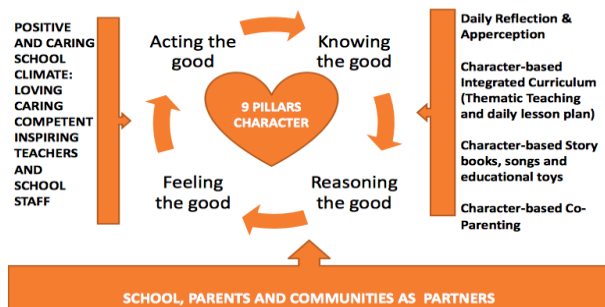 POSITIVE
AND CARING
SCHOOL
CLIMATE:
LOVING
CARING
COMPETENT
INSPIRING
TEACHERS
AND
SCHOOL
STAFF
Acting the
good
Knowing
the good
9 PILLARS
CHARACTER
Feeling
the good
Reasoning
the good
Daily Reflection &
Apperception
Character-based
Integrated Curriculum
(Thematic Teaching
and daily lesson plan)
Character-based Story
books, songs and
educational toys
Character-based Co-
Parenting
SCHOOL, PARENTS AND COMMUNITIES AS PARTNERS